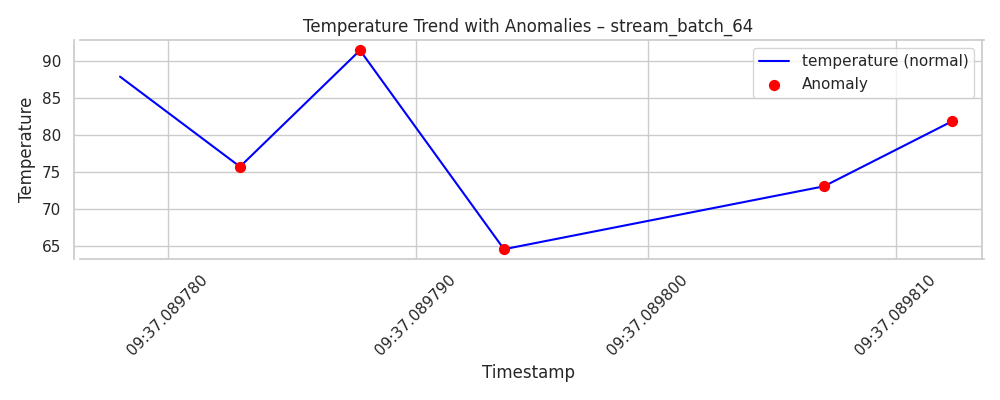 Temperature Trend with Anomalies – stream_batch_64
temperature (normal)
Anomaly
Temperature
90
85
80
75
70
65
09:37.089780
09:37.089790
09:37.089800
09:37.089810
Timestamp